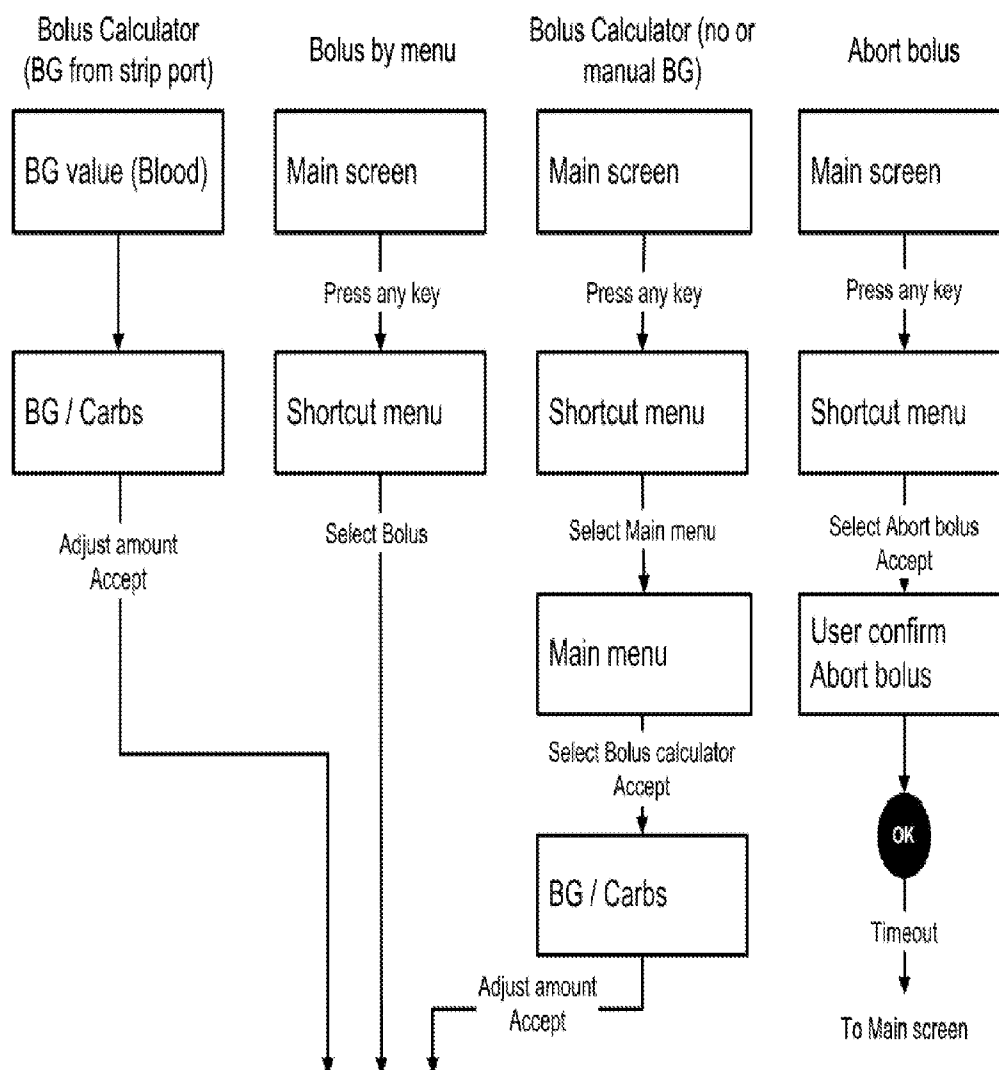 Bolus Calculator
(BG from strip port)
Bolus by menu
Bolus Calculator (no or
manual BG)
Abort bolus
BG value (Blood)
Main screen
Main screen
Main screen
Press any key
Press any key
Press any key
BG / Carbs
Shortcut menu
Shortcut menu
Shortcut menu
Adjust amount
Accept
Select Bolus
Select Main menu
Select Abort bolus
Accept
Main menu
User confirm
Abort bolus
Select Bolus calculator
Accept
OK
BG / Carbs
Timeout
Adjust amount
Accept
To Main screen